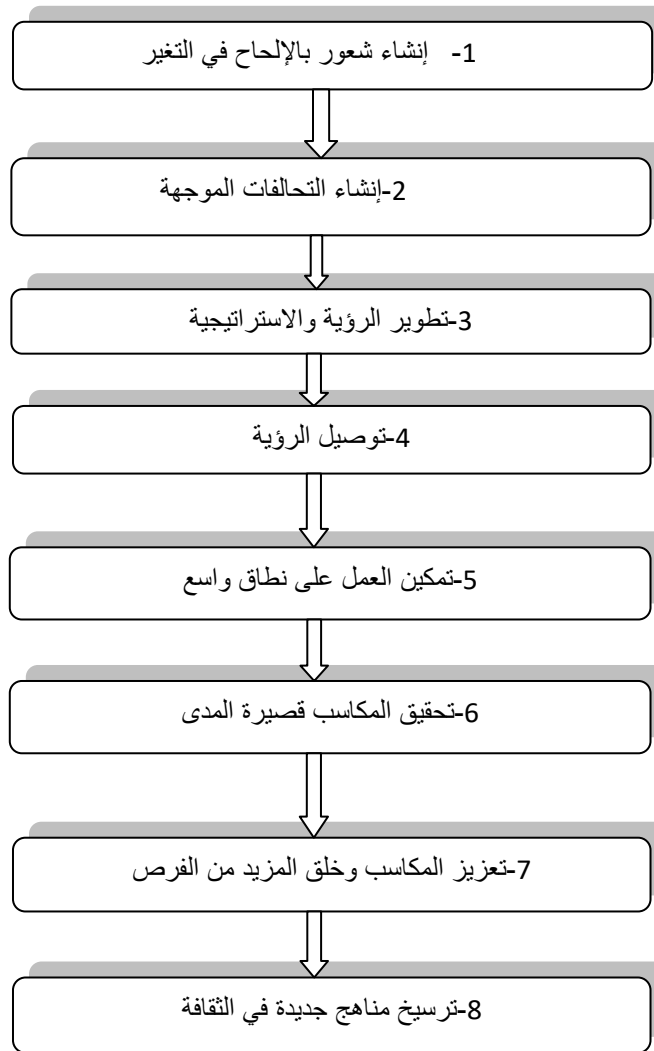 1- إنشاء شعور بالإلحاح في التغير
2-إنشاء التحالفات الموجهة
3-تطوير الرؤية والاستراتيجية
4-توصيل الرؤية
5-تمكين العمل على نطاق واسع
6-تحقيق المكاسب قصيرة المدى
7-تعزيز المكاسب وخلق المزيد من الفرص
8-ترسيخ مناهج جديدة في الثقافة